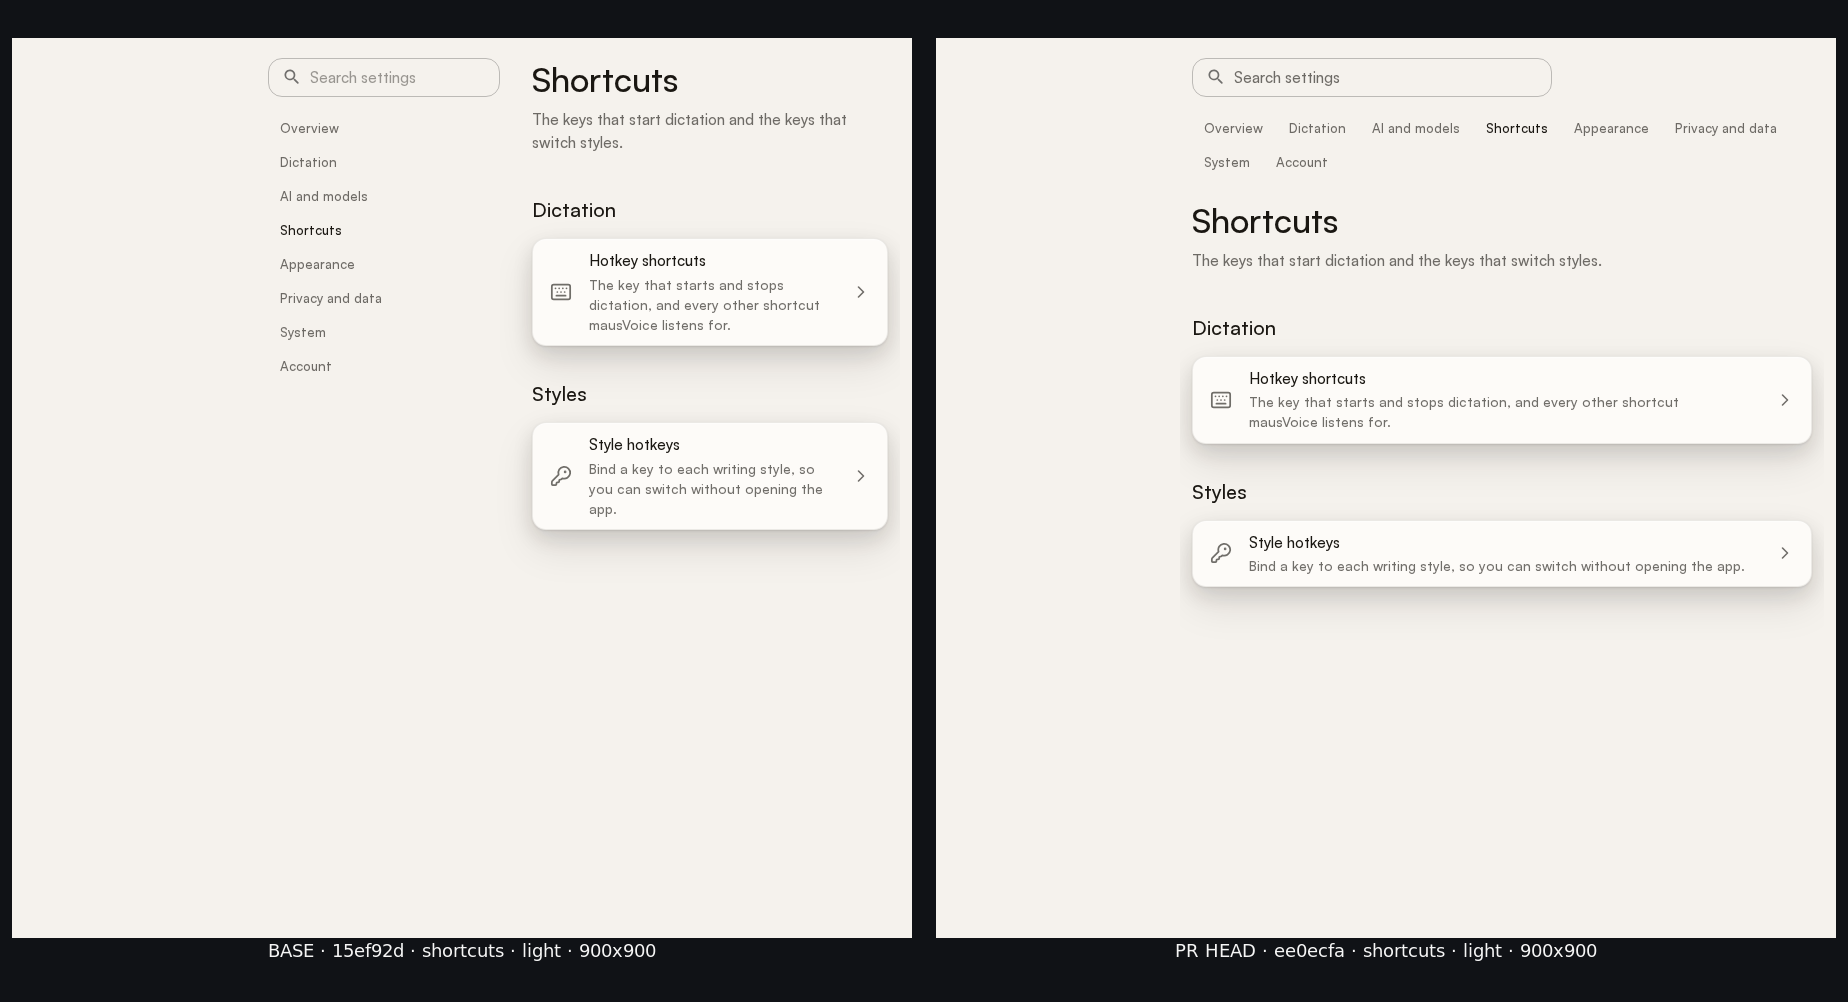 Search settings
Overview
Dictation
AI and models
Shortcuts
Appearance
Privacy and data
System
Account
Shortcuts
The keys that start dictation and the keys that
switch styles.
Dictation
Hotkey shortcuts
The key that starts and stops
dictation, and every other shortcut
mausVoice listens for.
Styles
Style hotkeys
Bind a key to each writing style, so
you can switch without opening the
app.
BASE · 15ef92d · shortcuts · light · 900x900
Search settings
Overview Dictation AI and models Shortcuts Appearance Privacy and data
System Account
Shortcuts
The keys that start dictation and the keys that switch styles.
Dictation
Hotkey shortcuts
The key that starts and stops dictation, and every other shortcut
mausVoice listens for.
Styles
Style hotkeys
Bind a key to each writing style, so you can switch without opening the app.
PR HEAD · ee0ecfa · shortcuts · light · 900x900